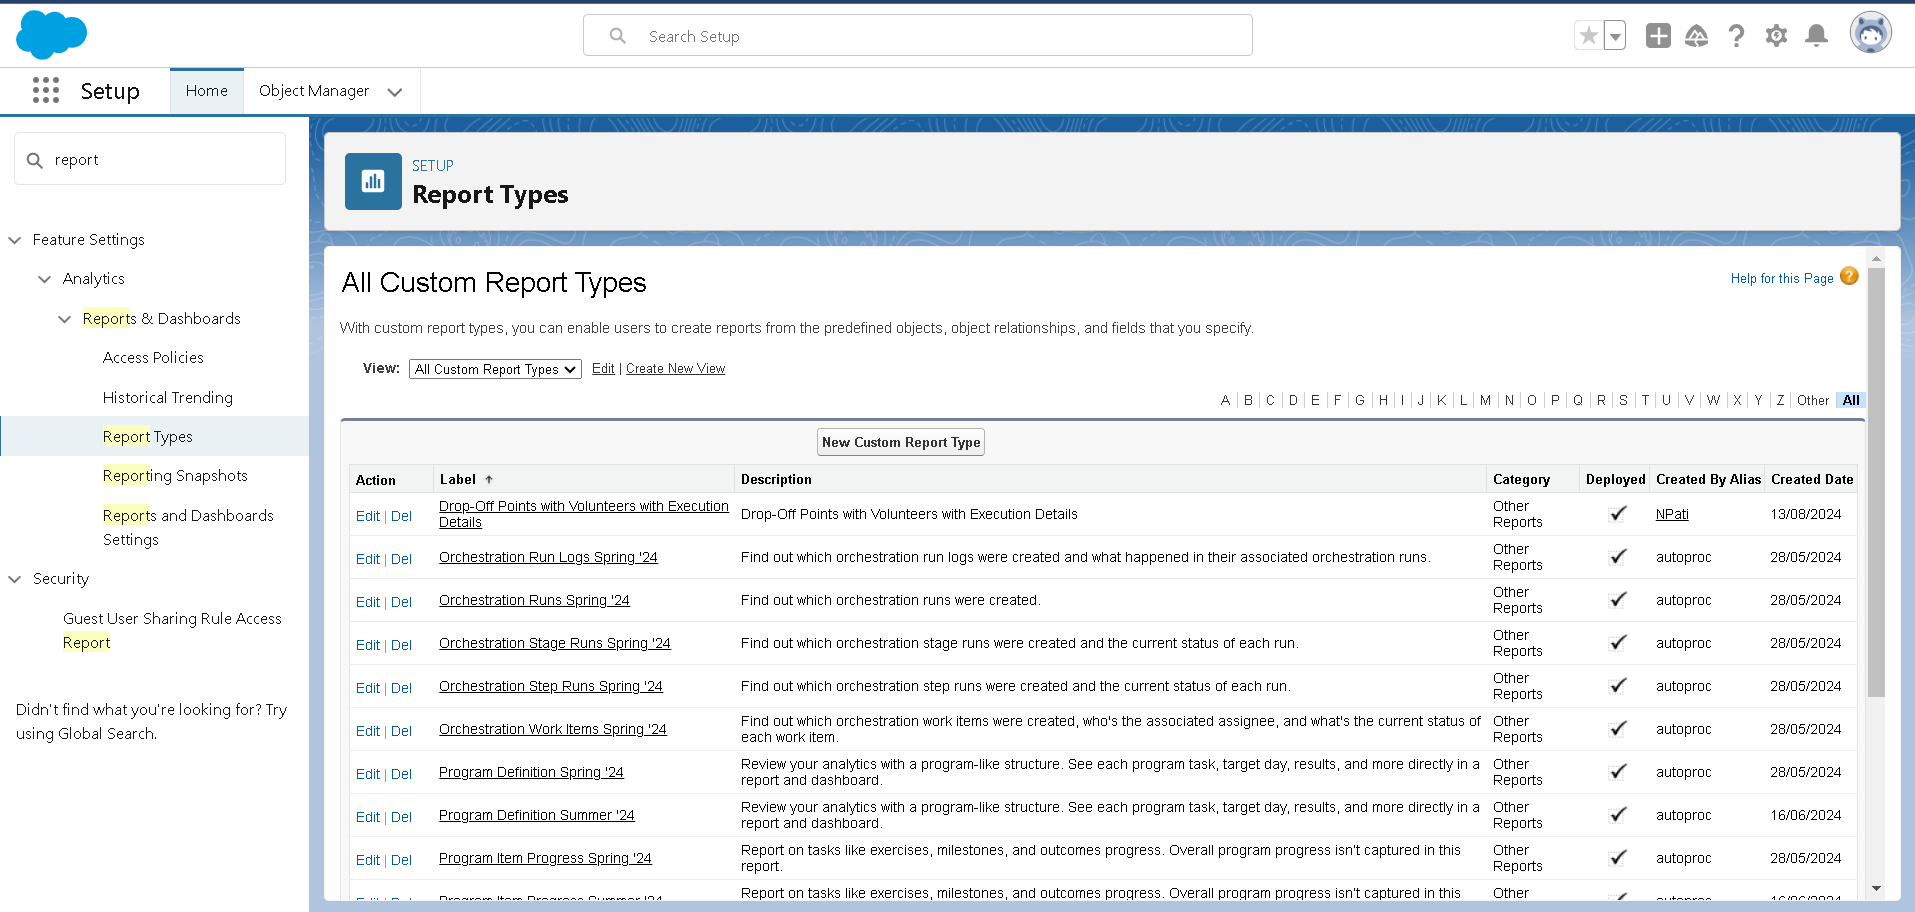 Search Setup
Setup
Home
Object Manager
report
Feature Settings
Analytics
Reports & Dashboards
Access Policies
Historical Trending
Report Types
Reporting Snapshots
Reports and Dashboards
Settings
Security
Guest User Sharing Rule Access
Report
Didn't find what you're looking for? Try
using Global Search.
SETUP
Report Types
All Custom Report Types
Help for this Page ?
With custom report types, you can enable users to create reports from the predefined objects, object relationships, and fields that you specify.
View: All Custom Report Types Edit | Create New View
A | B | C | D | E | F | G | H | I | J | K | L | M | N | O | P | Q | R | S | T | U | V | W | X | Y | Z | Other | All
New Custom Report Type
Action Label Description Category Deployed Created By Alias Created Date
Edit | Del Drop-Off Points with Volunteers with Execution Details Drop-Off Points with Volunteers with Execution Details Other Reports NPati 13/08/2024
Edit | Del Orchestration Run Logs Spring '24 Find out which orchestration run logs were created and what happened in their associated orchestration runs. Other Reports autoproc 28/05/2024
Edit | Del Orchestration Runs Spring '24 Find out which orchestration runs were created. Other Reports autoproc 28/05/2024
Edit | Del Orchestration Stage Runs Spring '24 Find out which orchestration stage runs were created and the current status of each run. Other Reports autoproc 28/05/2024
Edit | Del Orchestration Step Runs Spring '24 Find out which orchestration step runs were created and the current status of each run. Other Reports autoproc 28/05/2024
Edit | Del Orchestration Work Items Spring '24 Find out which orchestration work items were created, who's the associated assignee, and what's the current status of each work item. Other Reports autoproc 28/05/2024
Edit | Del Program Definition Spring '24 Review your analytics with a program-like structure. See each program task, target day, results, and more directly in a report and dashboard. Other Reports autoproc 28/05/2024
Edit | Del Program Definition Summer '24 Review your analytics with a program-like structure. See each program task, target day, results, and more directly in a report and dashboard. Other Reports autoproc 16/06/2024
Edit | Del Program Item Progress Spring '24 Report on tasks like exercises, milestones, and outcomes progress. Overall program progress isn't captured in this report. Other Reports autoproc 28/05/2024
Edit | Del Program Item Progress Summer '24 Report on tasks like exercises, milestones, and outcomes progress. Overall program progress isn't captured in this Other autoproc 16/06/2024